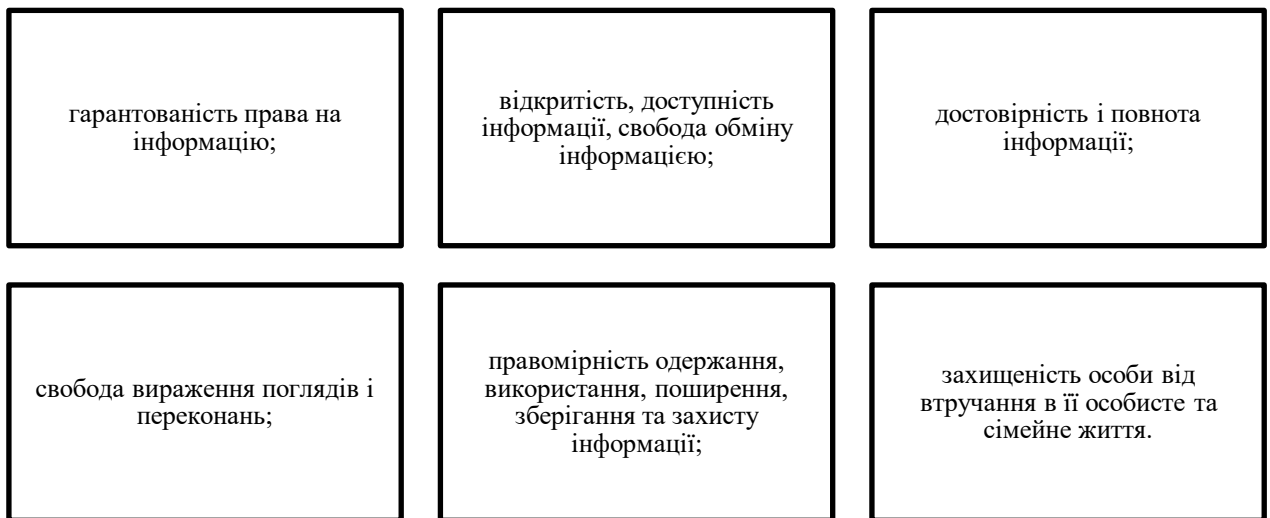 гарантованість права на
інформацію;
відкритість, доступність
інформації, свобода обміну
інформацією;
достовірність і повнота
інформації;
свобода вираження поглядів і
переконань;
правомірність одержання,
використання, поширення,
зберігання та захисту
інформації;
захищеність особи від
втручання в її особисте та
сімейне життя.